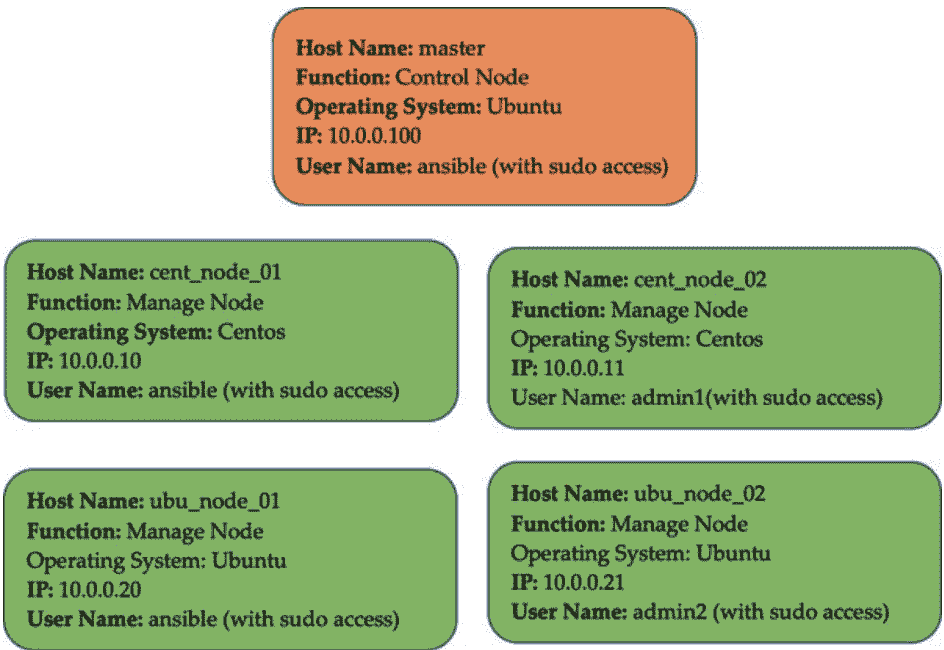 Host Name: master
Function: Control Node
Operating System: Ubuntu
IP: 10.0.0.100
User Name: ansible (with sudo access)
Host Name: cent_node_01
Function: Manage Node
Operating System: Centos
IP: 10.0.0.10
User Name: ansible (with sudo access)
Host Name: cent_node_02
Function: Manage Node
Operating System: Centos
IP: 10.0.0.11
User Name: admin1(with sudo access)
Host Name: ubu_node_01
Function: Manage Node
Operating System: Ubuntu
IP: 10.0.0.20
User Name: ansible (with sudo access)
Host Name: ubu_node_02
Function: Manage Node
Operating System: Ubuntu
IP: 10.0.0.21
User Name: admin2 (with sudo access)